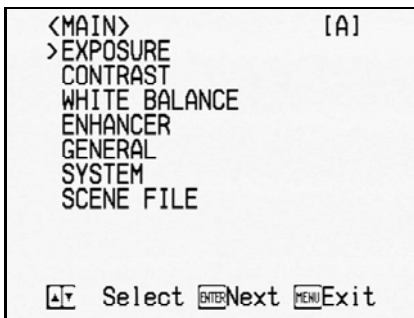 <MAIN> [A]
>EXPOSURE
CONTRAST
WHITE BALANCE
ENHANCER
GENERAL
SYSTEM
SCENE FILE
▲▼ Select ENTER Next MENU Exit